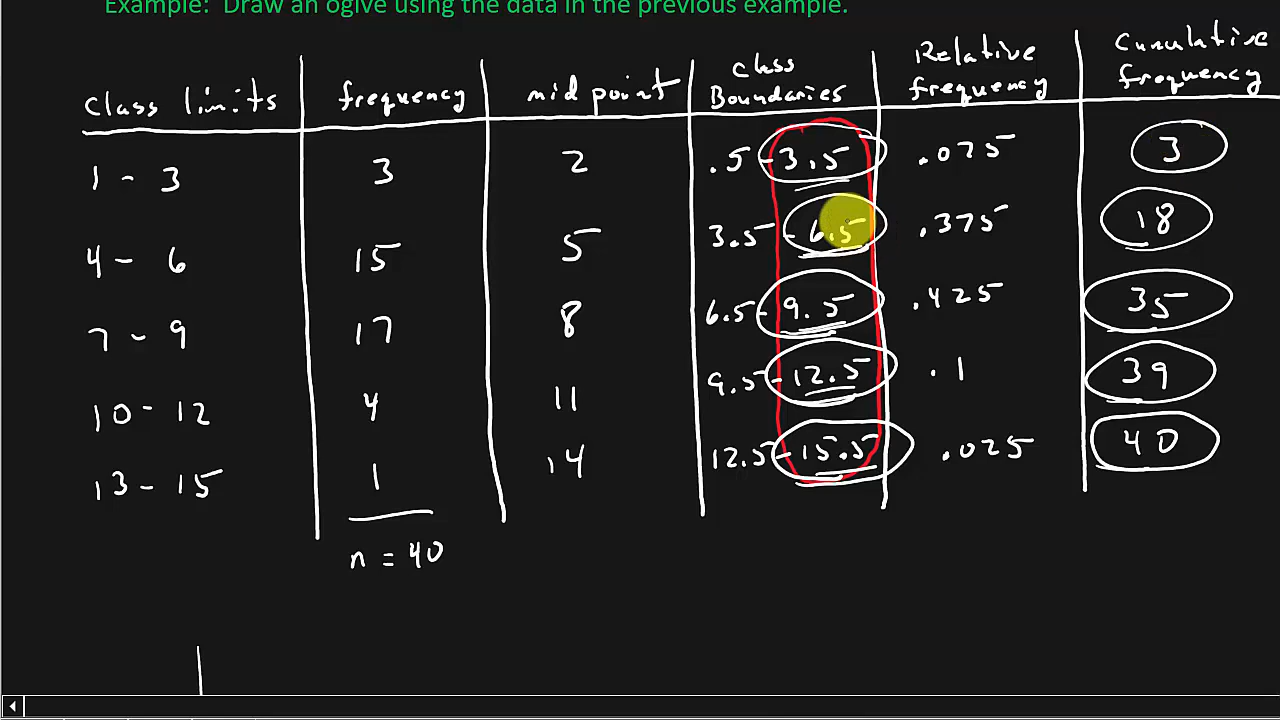 Example: Draw an ogive using the data in the previous example.
class limits frequency midpoint class Boundaries Relative frequency Cumulative frequency
1 - 3 3 2 .5 - 3.5 .075 3
4 - 6 15 5 3.5 - 6.5 .375 18
7 - 9 17 8 6.5 - 9.5 .425 35
10 - 12 4 11 9.5 - 12.5 .1 39
13 - 15 1 14 12.5 - 15.5 .025 40
n = 40